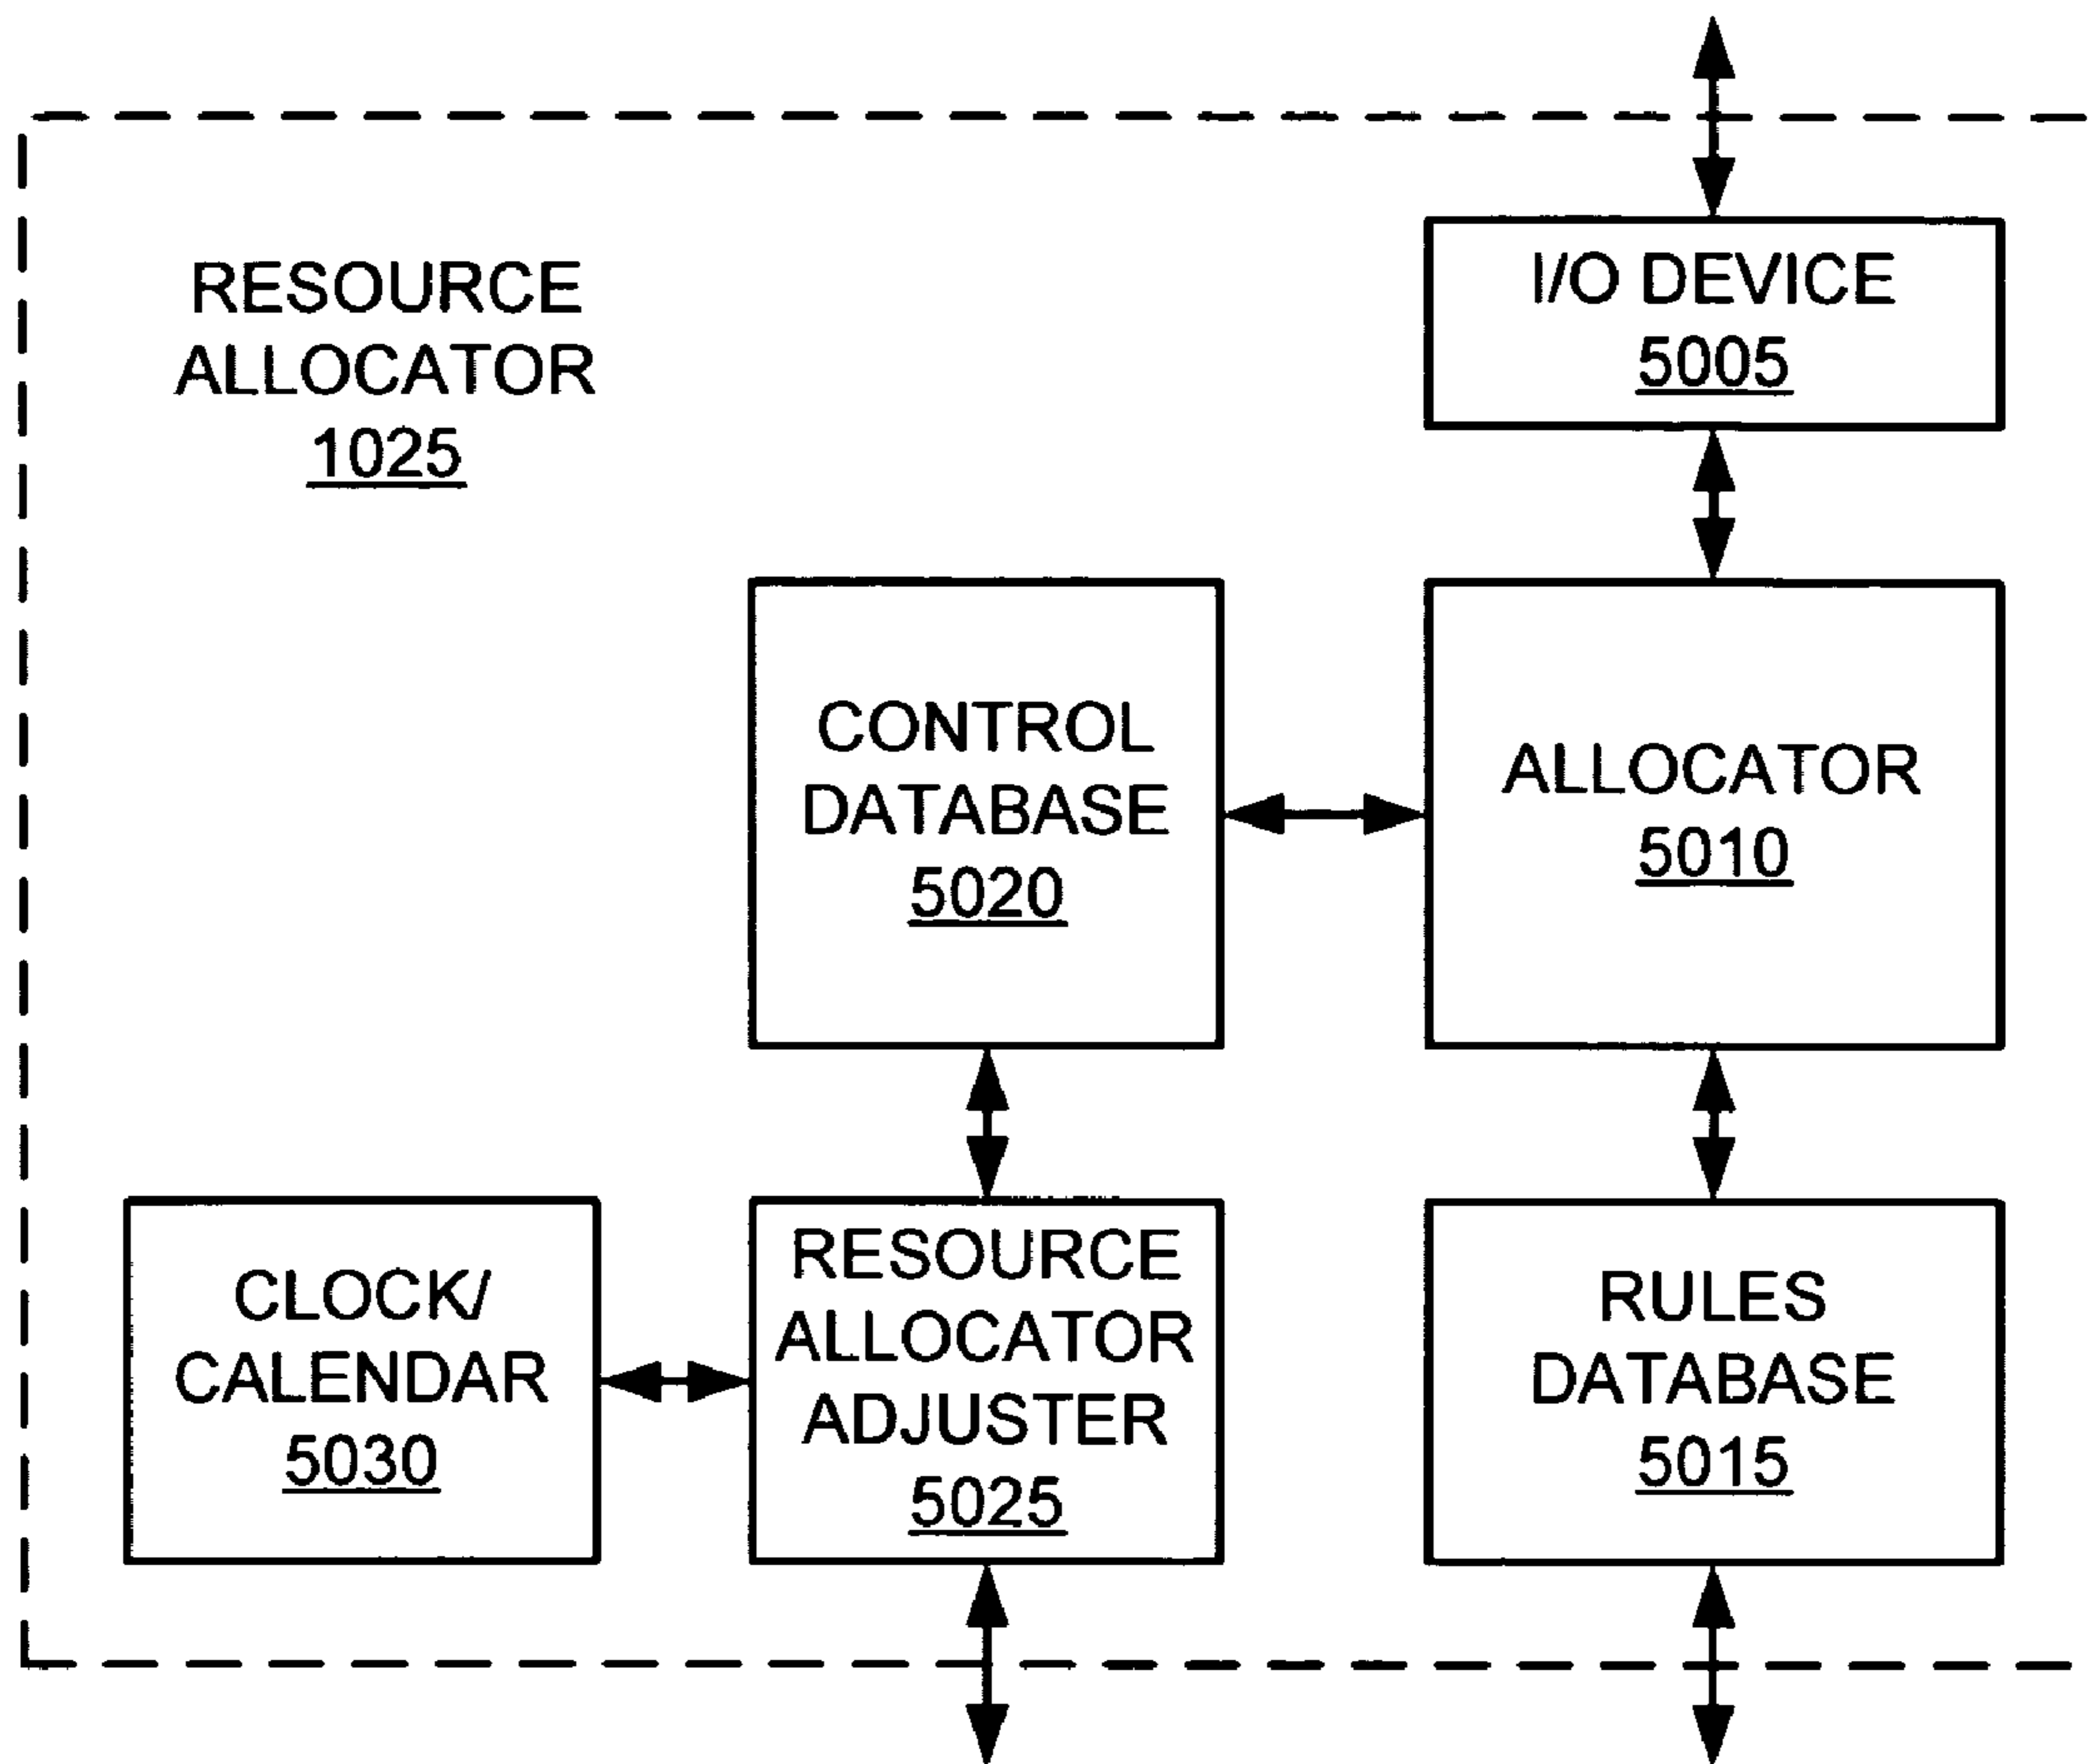 RESOURCE
ALLOCATOR
1025
I/O DEVICE
5005
CONTROL
DATABASE
5020
ALLOCATOR
5010
CLOCK/
CALENDAR
5030
RESOURCE
ALLOCATOR
ADJUSTER
5025
RULES
DATABASE
5015